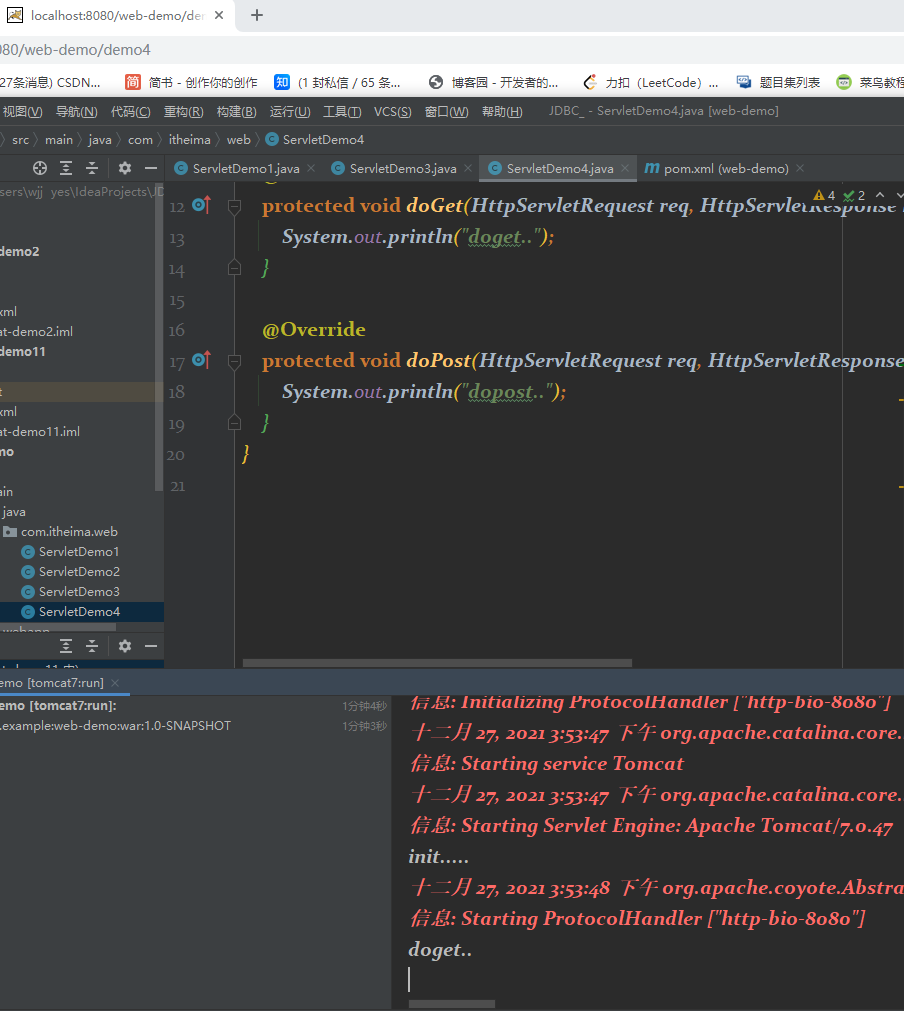 localhost:8080/web-demo/de
080/web-demo/demo4
27条消息) CSDN... 简 简书 - 创作你的创作 知 (1 封私信 / 65 条... 博客园 - 开发者的... 力扣（LeetCode）... 题目集列表 菜鸟教程
视图(V) 导航(N) 代码(C) 重构(R) 构建(B) 运行(U) 工具(T) VCS(S) 窗口(W) 帮助(H) JDBC_ - ServletDemo4.java [web-demo]
src main java com itheima web C ServletDemo4
C ServletDemo1.java C ServletDemo3.java C ServletDemo4.java m pom.xml (web-demo)
sers\wjj yes\IdeaProjects\JD
4 2
12 protected void doGet(HttpServletRequest req, HttpServletResponse
13 System.out.println("doget..");
14 }
15
16 @Override
17 protected void doPost(HttpServletRequest req, HttpServletResponse
18 System.out.println("dopost..");
19 }
20 }
21
demo2
xml
at-demo2.iml
demo11
t
xml
at-demo11.iml
mo
ain
java
com.itheima.web
C ServletDemo1
C ServletDemo2
C ServletDemo3
C ServletDemo4
webapp
emo [tomcat7:run]
emo [tomcat7:run]: 1分钟4秒
.example:web-demo:war:1.0-SNAPSHOT 1分钟3秒
信息: Initializing ProtocolHandler ["http-bio-8080"]
十二月 27, 2021 3:53:47 下午 org.apache.catalina.core.
信息: Starting service Tomcat
十二月 27, 2021 3:53:47 下午 org.apache.catalina.core.
信息: Starting Servlet Engine: Apache Tomcat/7.0.47
init.....
十二月 27, 2021 3:53:48 下午 org.apache.coyote.Abstra
信息: Starting ProtocolHandler ["http-bio-8080"]
doget..